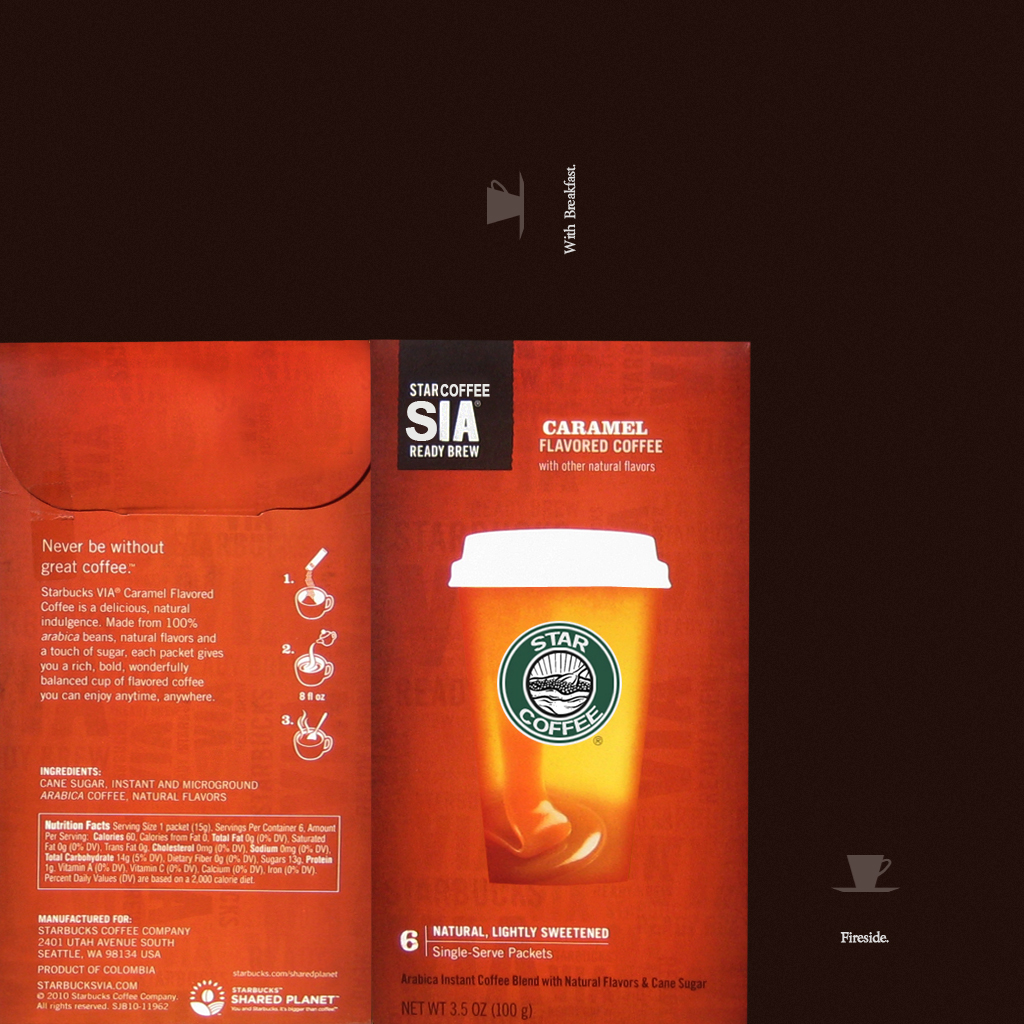 With Breakfast.
STAR COFFEE
SIA®
READY BREW
CARAMEL
FLAVORED COFFEE
with other natural flavors
STAR
COFFEE
®
6
NATURAL, LIGHTLY SWEETENED
Single-Serve Packets
Arabica Instant Coffee Blend with Natural Flavors & Cane Sugar
NET WT 3.5 OZ (100 g)
Never be without
great coffee.™
Starbucks VIA® Caramel Flavored
Coffee is a delicious, natural
indulgence. Made from 100%
arabica beans, natural flavors and
a touch of sugar, each packet gives
you a rich, bold, wonderfully
balanced cup of flavored coffee
you can enjoy anytime, anywhere.
1.
2.
8 fl oz
3.
INGREDIENTS:
CANE SUGAR, INSTANT AND MICROGROUND
ARABICA COFFEE, NATURAL FLAVORS
Nutrition Facts Serving Size 1 packet (15g), Servings Per Container 6, Amount
Per Serving: Calories 60, Calories from Fat 0, Total Fat 0g (0% DV), Saturated
Fat 0g (0% DV), Trans Fat 0g, Cholesterol 0mg (0% DV), Sodium 0mg (0% DV),
Total Carbohydrate 14g (5% DV), Dietary Fiber 0g (0% DV), Sugars 13g, Protein
1g, Vitamin A (0% DV), Vitamin C (0% DV), Calcium (0% DV), Iron (0% DV).
Percent Daily Values (DV) are based on a 2,000 calorie diet.
MANUFACTURED FOR:
STARBUCKS COFFEE COMPANY
2401 UTAH AVENUE SOUTH
SEATTLE, WA 98134 USA
PRODUCT OF COLOMBIA
STARBUCKSVIA.COM
© 2010 Starbucks Coffee Company.
All rights reserved. SJB10-11962
starbucks.com/sharedplanet
STARBUCKS™
SHARED PLANET™
You and Starbucks. It's bigger than coffee™
Fireside.